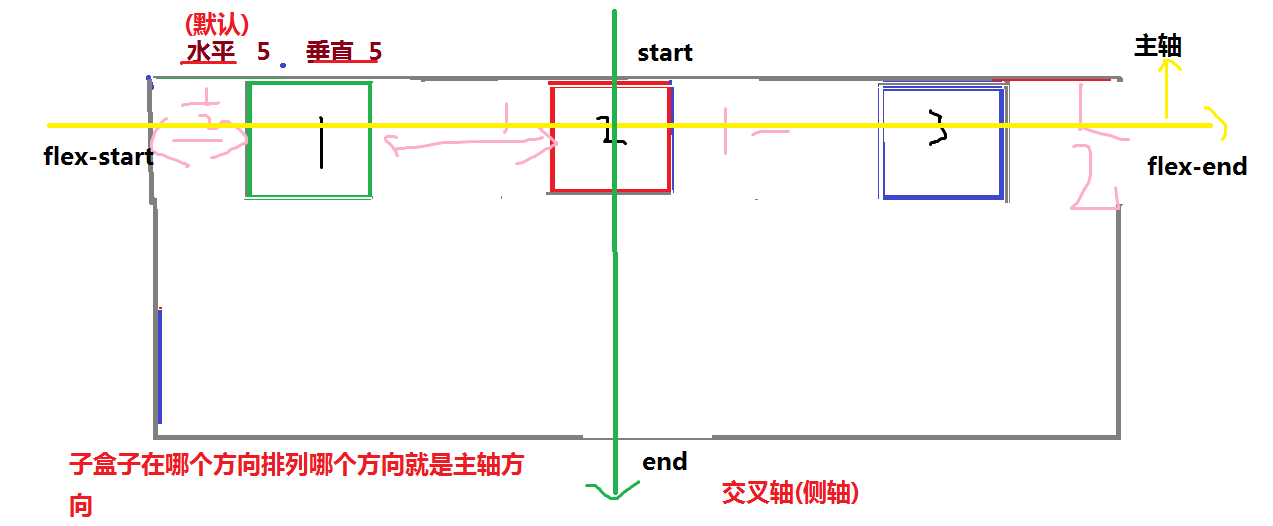 (默认)
水平 5 垂直 5
start
主轴
1
3
flex-start
flex-end
2
end
子盒子在哪个方向排列哪个方向就是主轴方
向
交叉轴(侧轴)